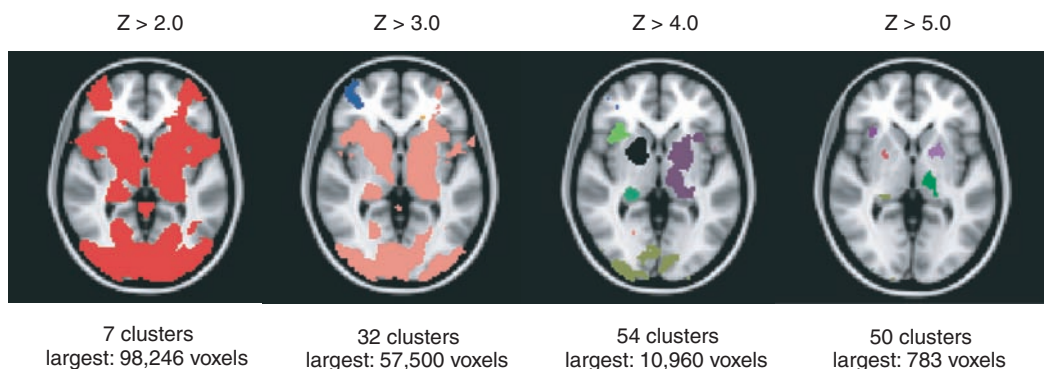 Z > 2.0
Z > 3.0
Z > 4.0
Z > 5.0
7 clusters
largest: 98,246 voxels
32 clusters
largest: 57,500 voxels
54 clusters
largest: 10,960 voxels
50 clusters
largest: 783 voxels